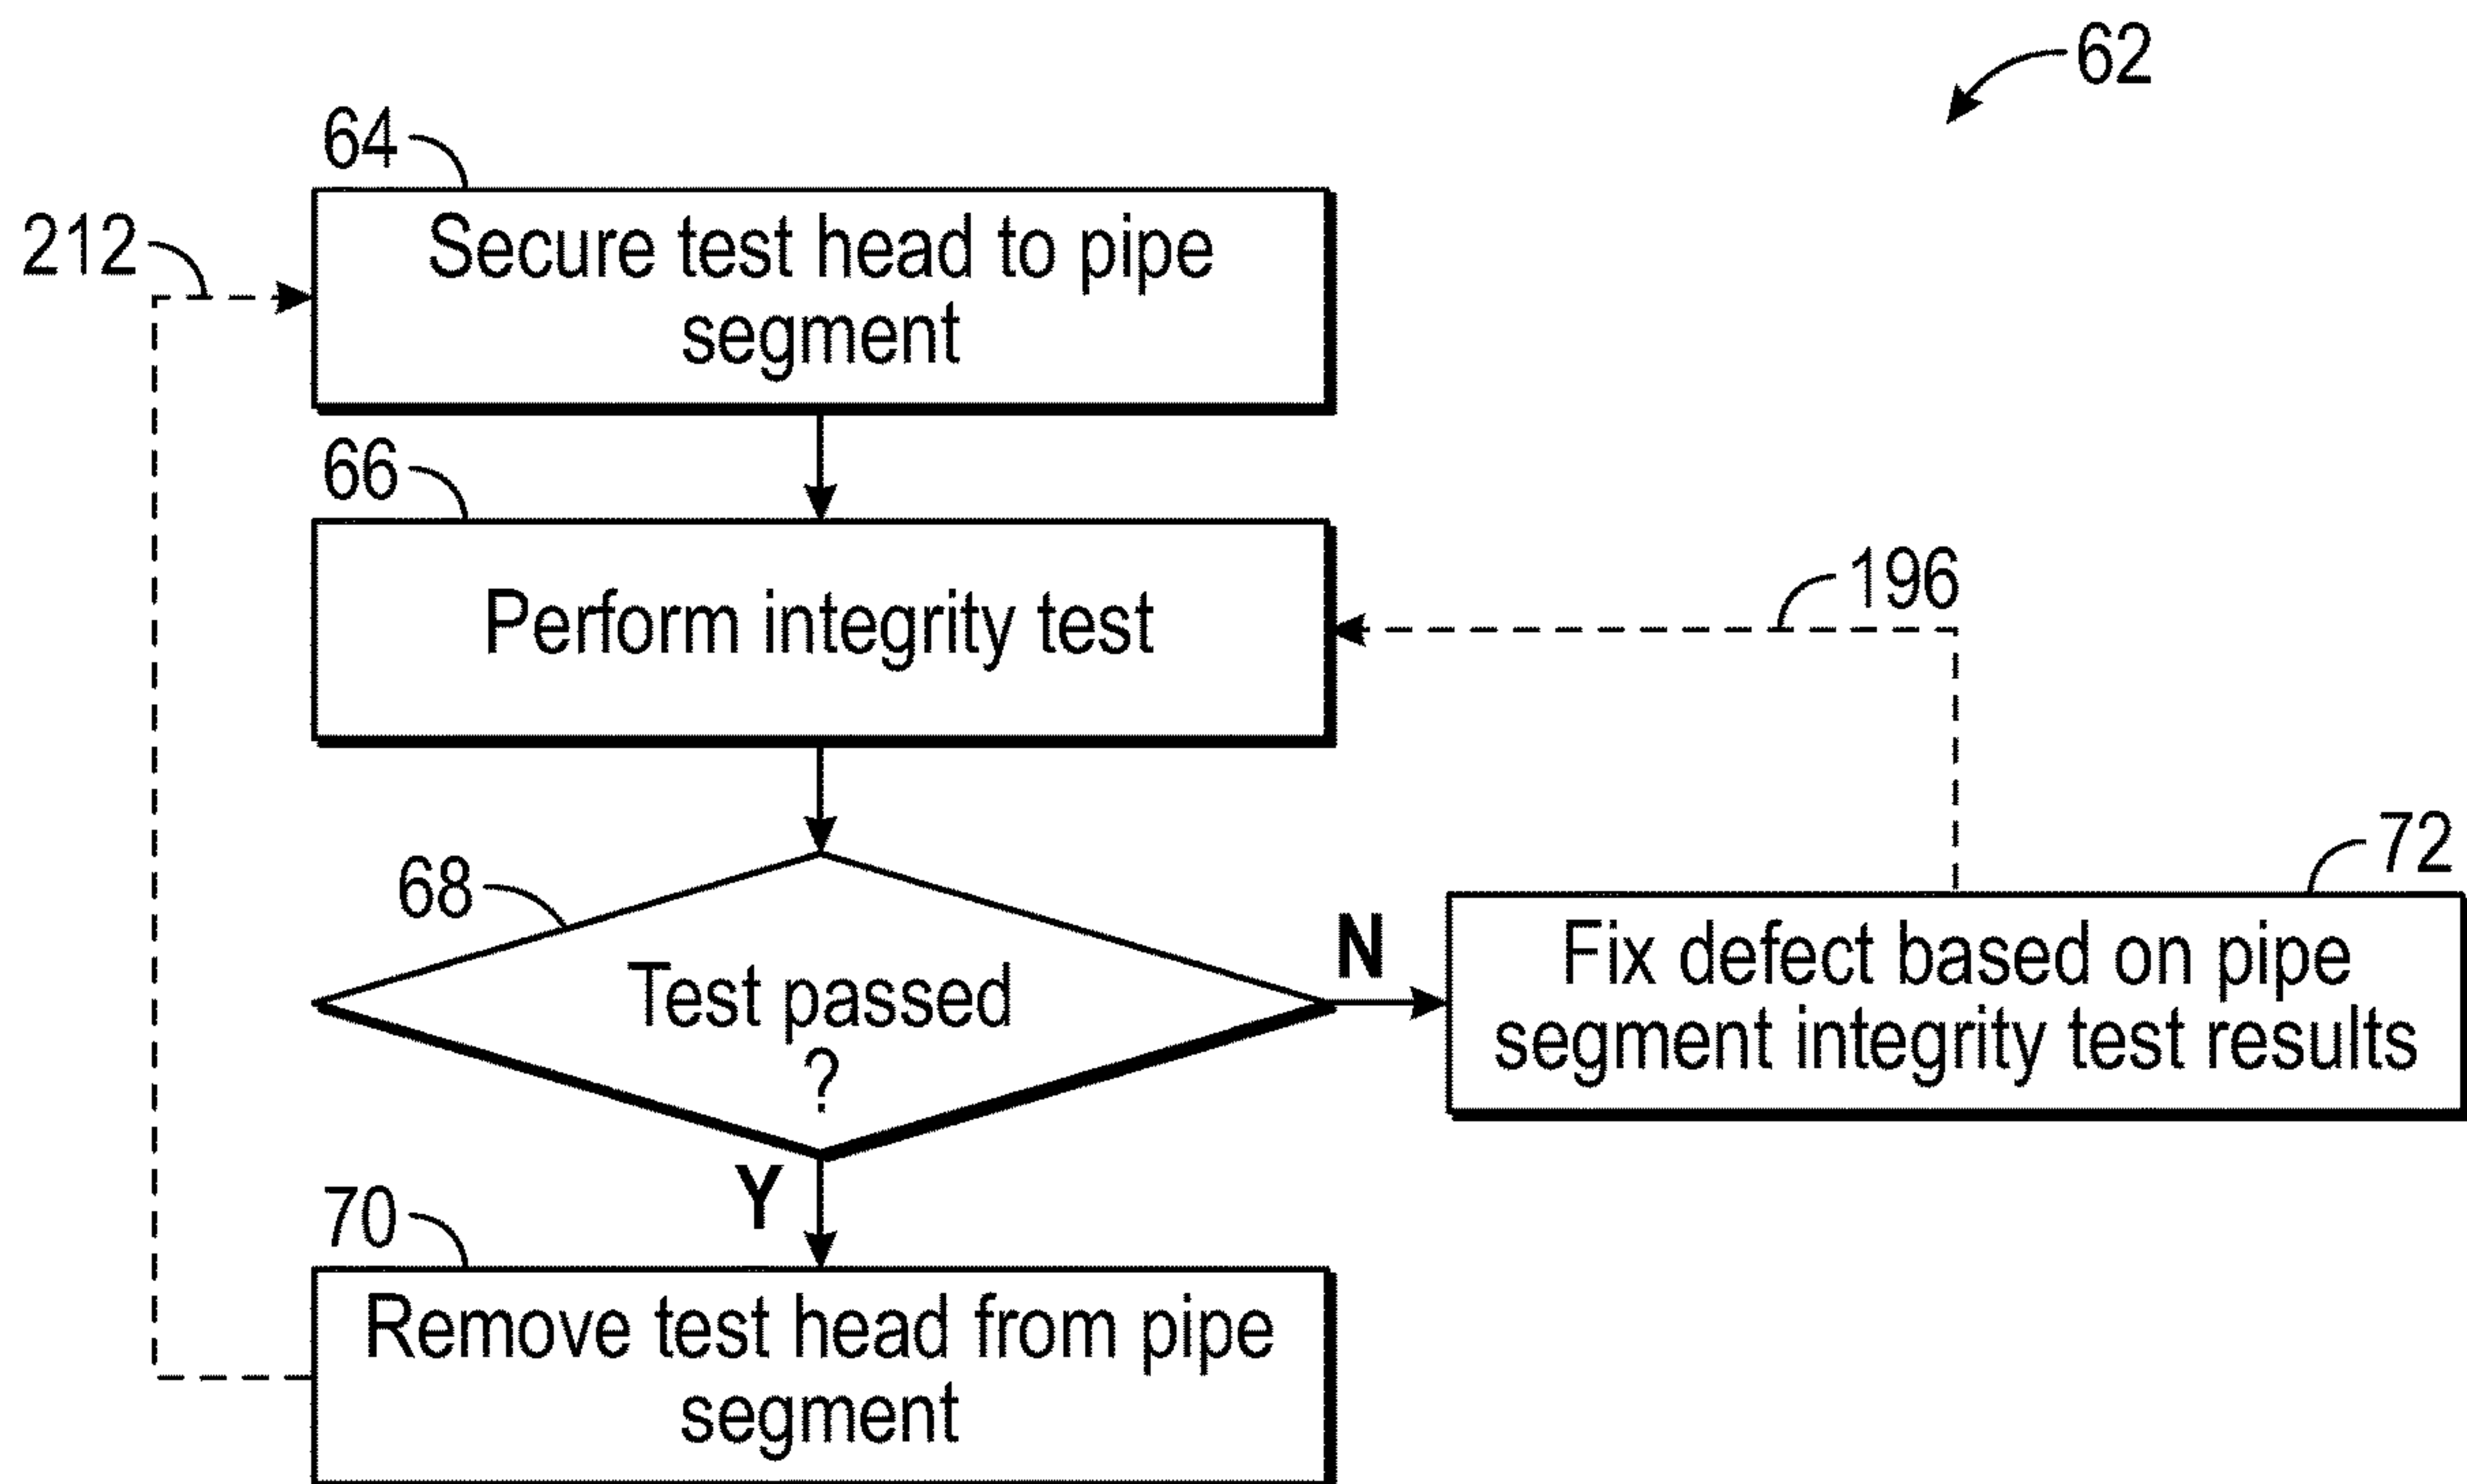 62
64
212
Secure test head to pipe
segment
66
Perform integrity test
196
68
Test passed
?
N
72
Fix defect based on pipe
segment integrity test results
Y
70
Remove test head from pipe
segment